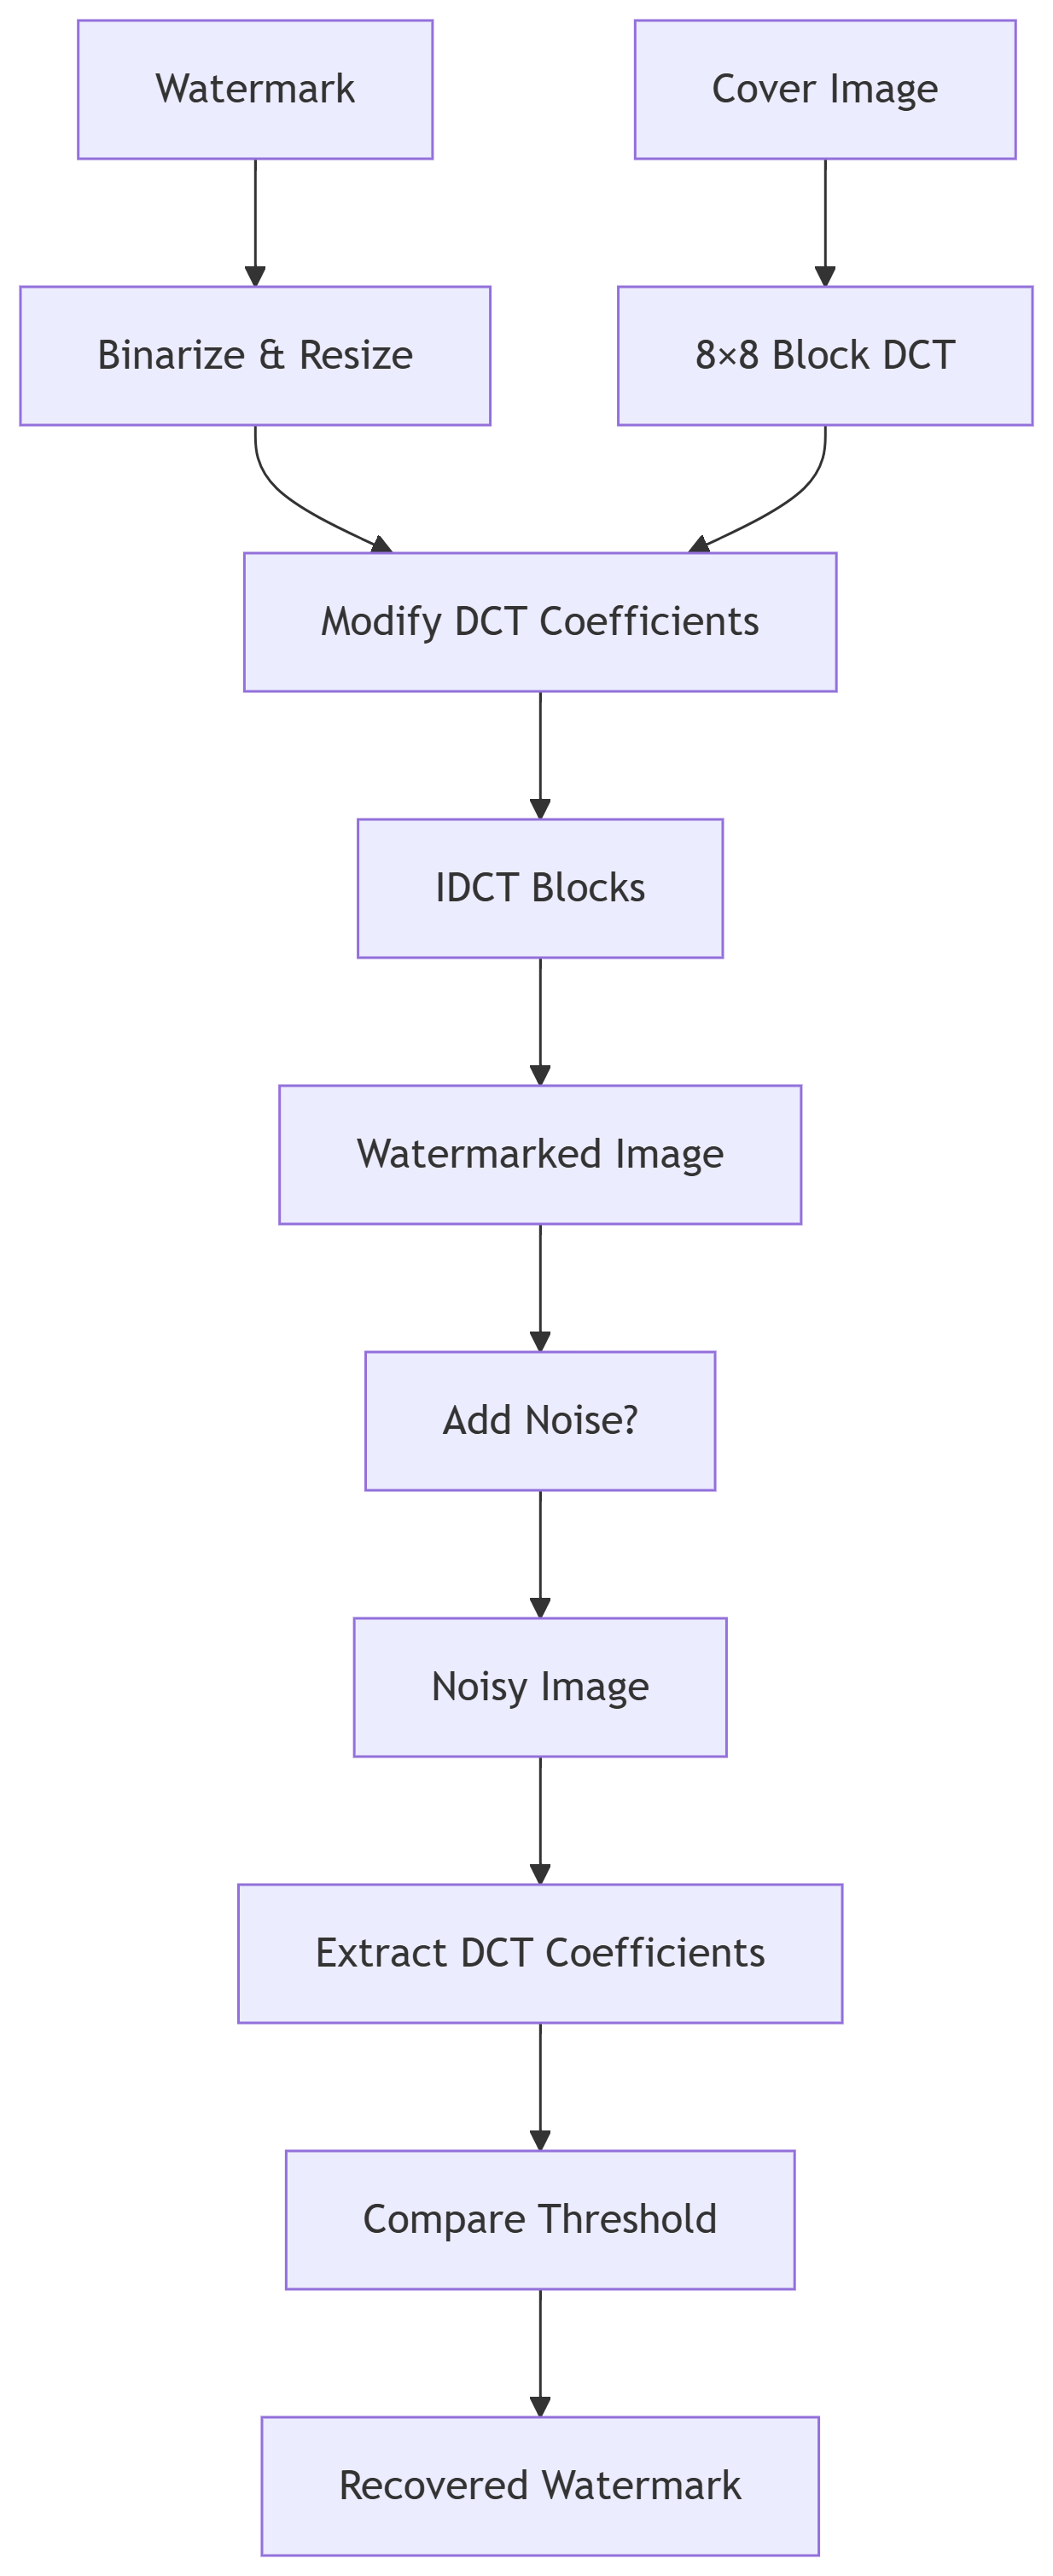 Watermark
Cover Image
Binarize & Resize
8×8 Block DCT
Modify DCT Coefficients
IDCT Blocks
Watermarked Image
Add Noise?
Noisy Image
Extract DCT Coefficients
Compare Threshold
Recovered Watermark